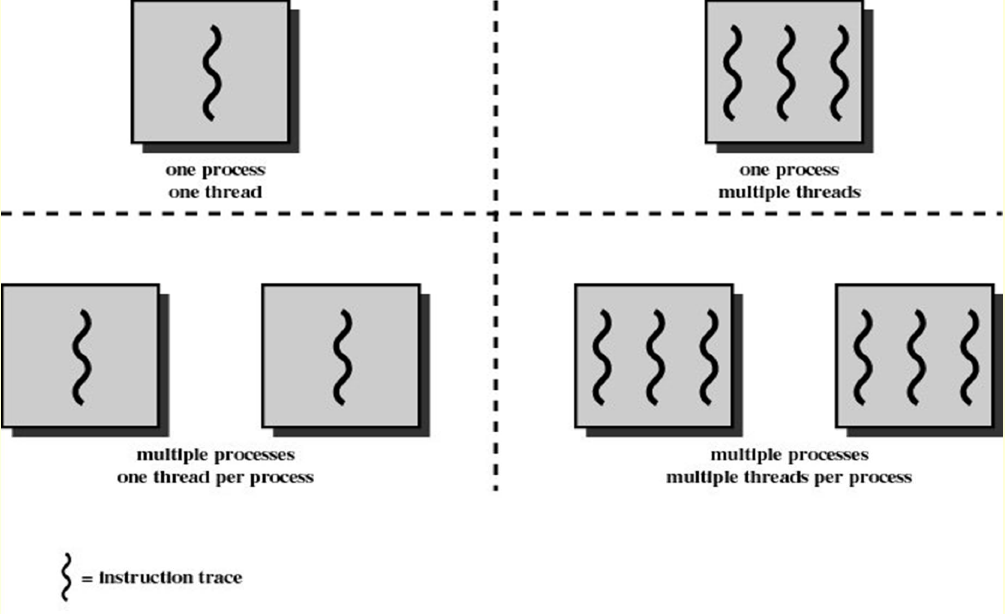 one process
one thread
one process
multiple threads
multiple processes
one thread per process
multiple processes
multiple threads per process
= instruction trace